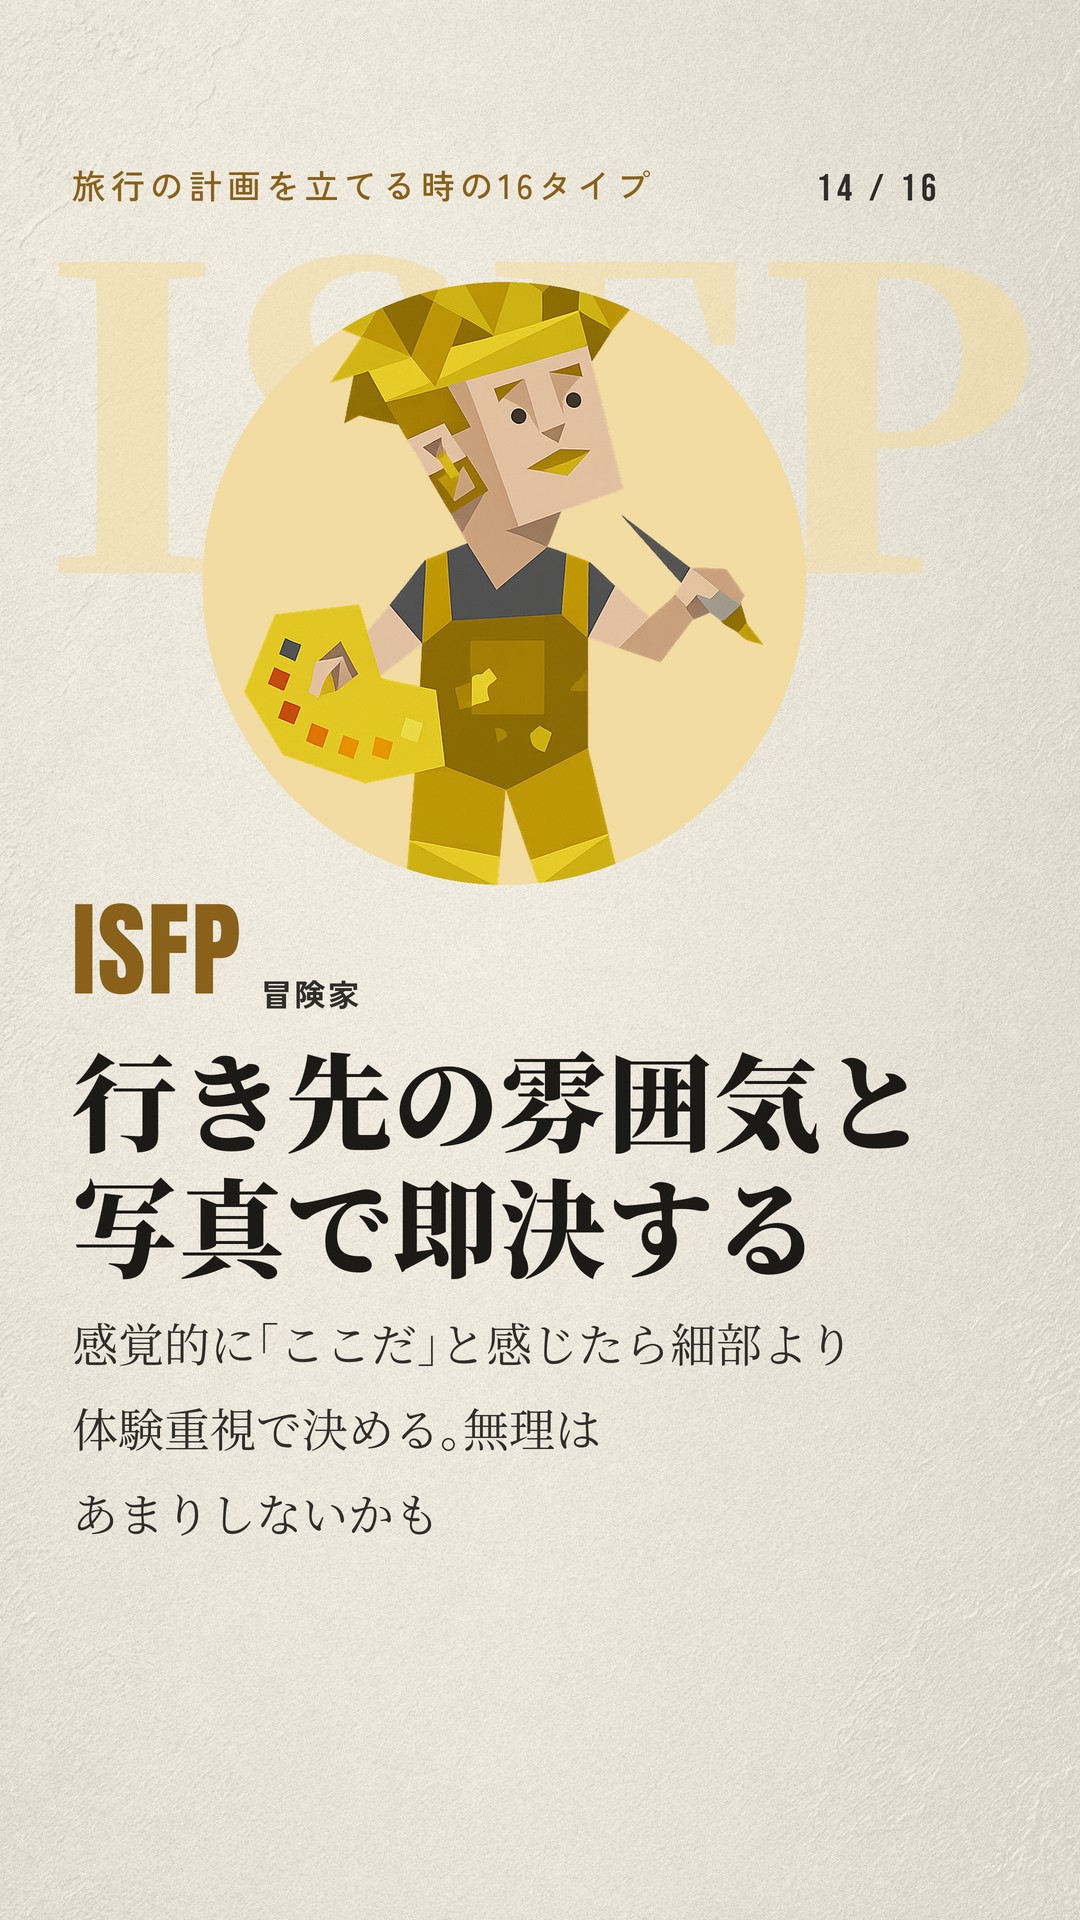 旅行の計画を立てる時の16タイプ
14 / 16
ISFP
ISFP
冒険家
行き先の雰囲気と
写真で即決する
感覚的に「ここだ」と感じたら細部より
体験重視で決める。無理は
あまりしないかも